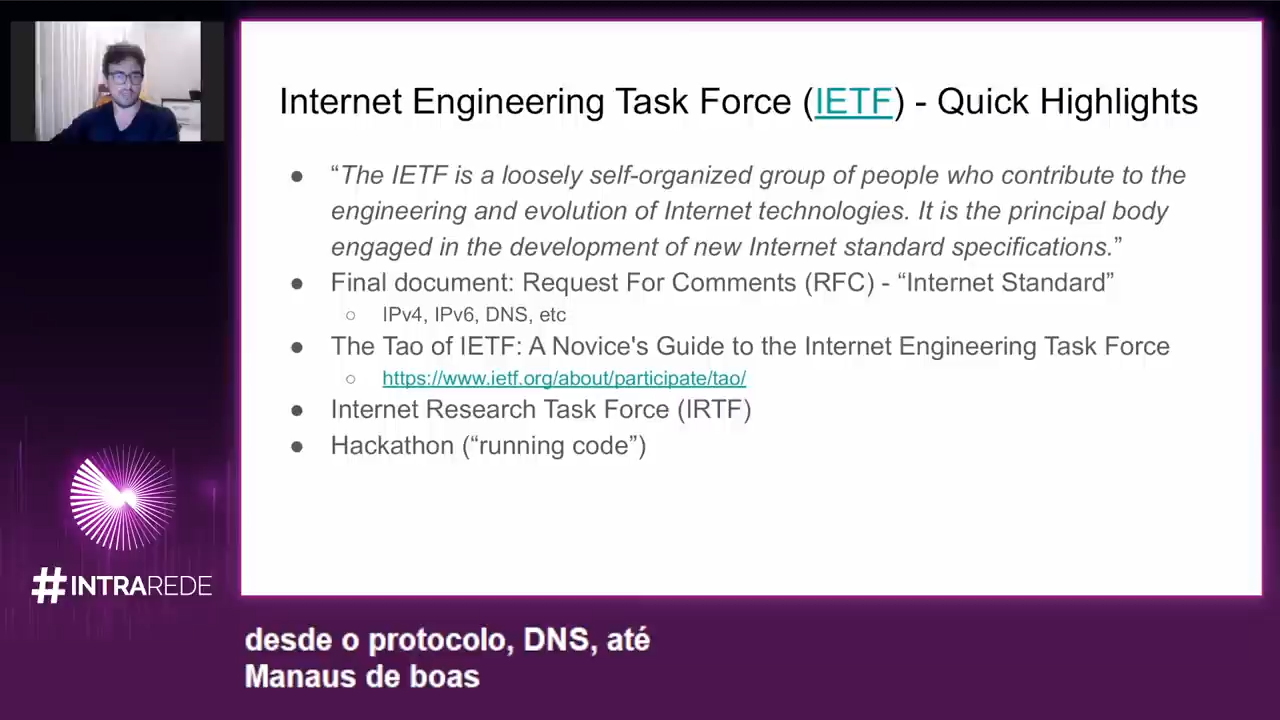 Internet Engineering Task Force (IETF) - Quick Highlights
● “The IETF is a loosely self-organized group of people who contribute to the
engineering and evolution of Internet technologies. It is the principal body
engaged in the development of new Internet standard specifications.”
● Final document: Request For Comments (RFC) - “Internet Standard”
○ IPv4, IPv6, DNS, etc
● The Tao of IETF: A Novice's Guide to the Internet Engineering Task Force
○ https://www.ietf.org/about/participate/tao/
● Internet Research Task Force (IRTF)
● Hackathon (“running code”)
#INTRAREDE
desde o protocolo, DNS, até
Manaus de boas